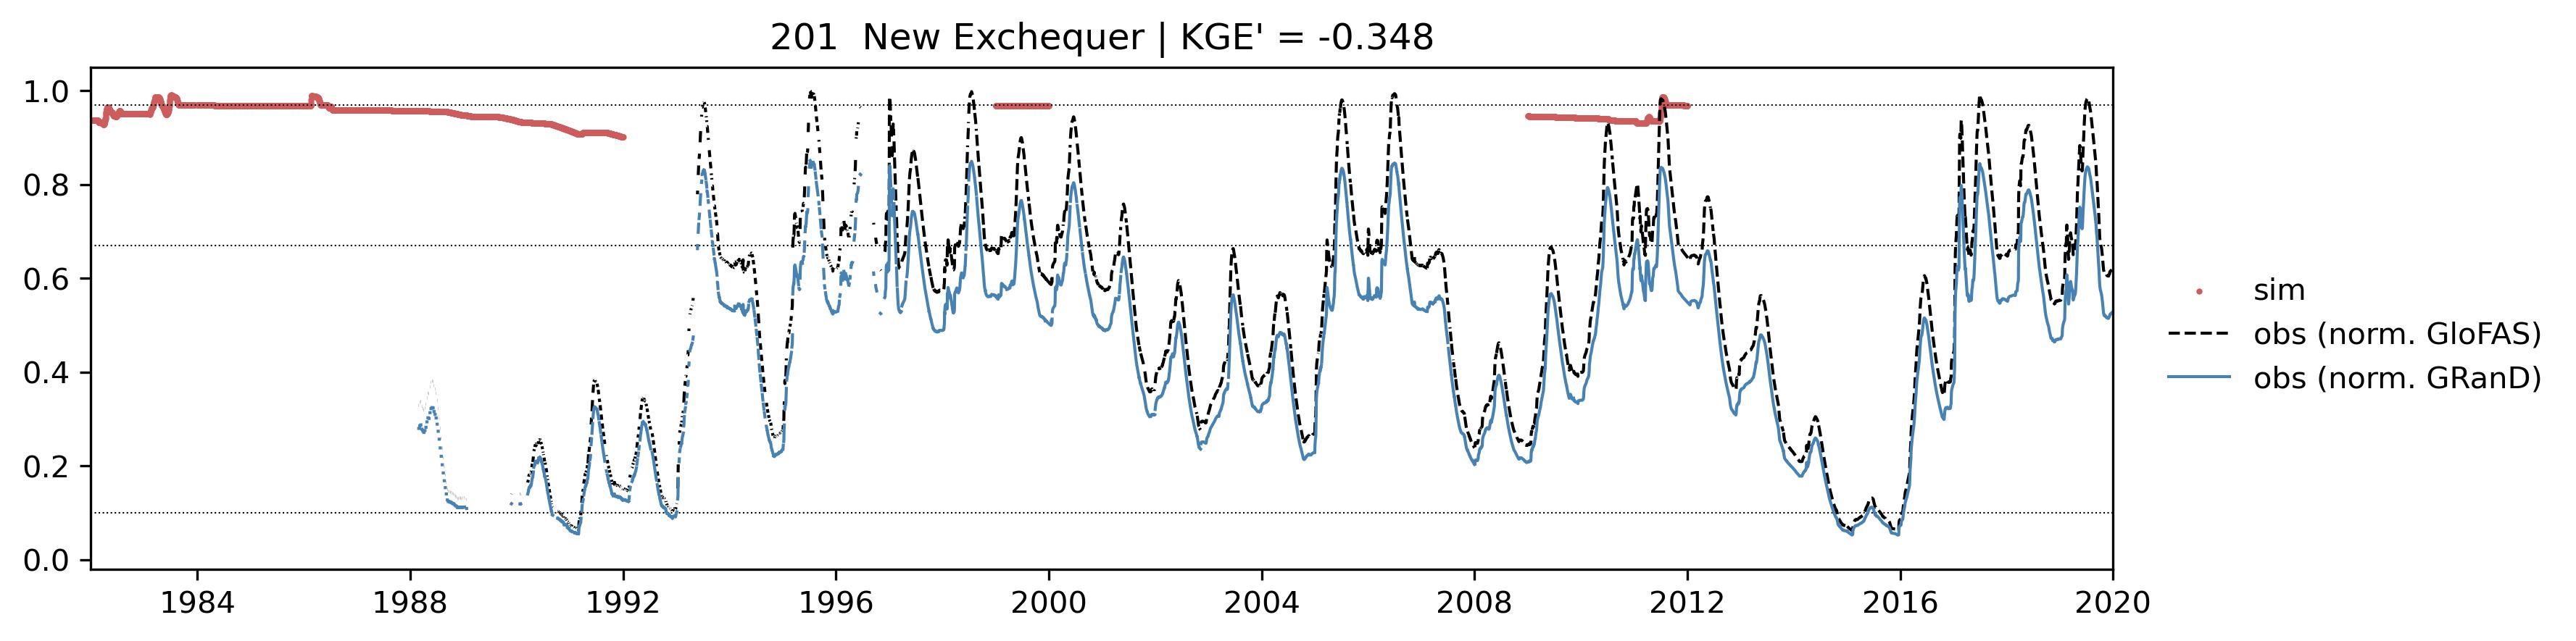 201  New Exchequer | KGE' = -0.348
1.0
0.8
0.6
0.4
0.2
0.0
1984 1988 1992 1996 2000 2004 2008 2012 2016 2020
sim
obs (norm. GloFAS)
obs (norm. GRanD)